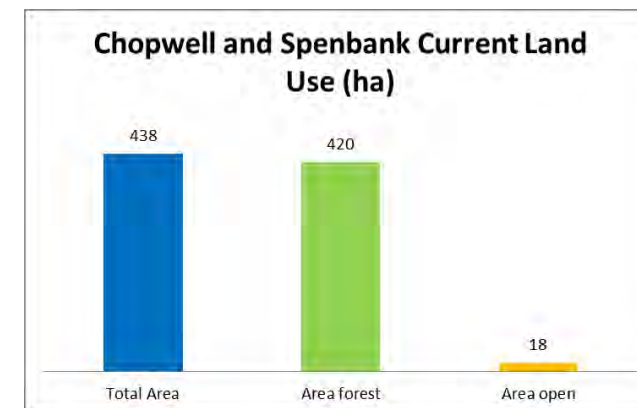 Chopwell and Spenbank Current Land
Use (ha)
438
420
18
Total Area
Area forest
Area open